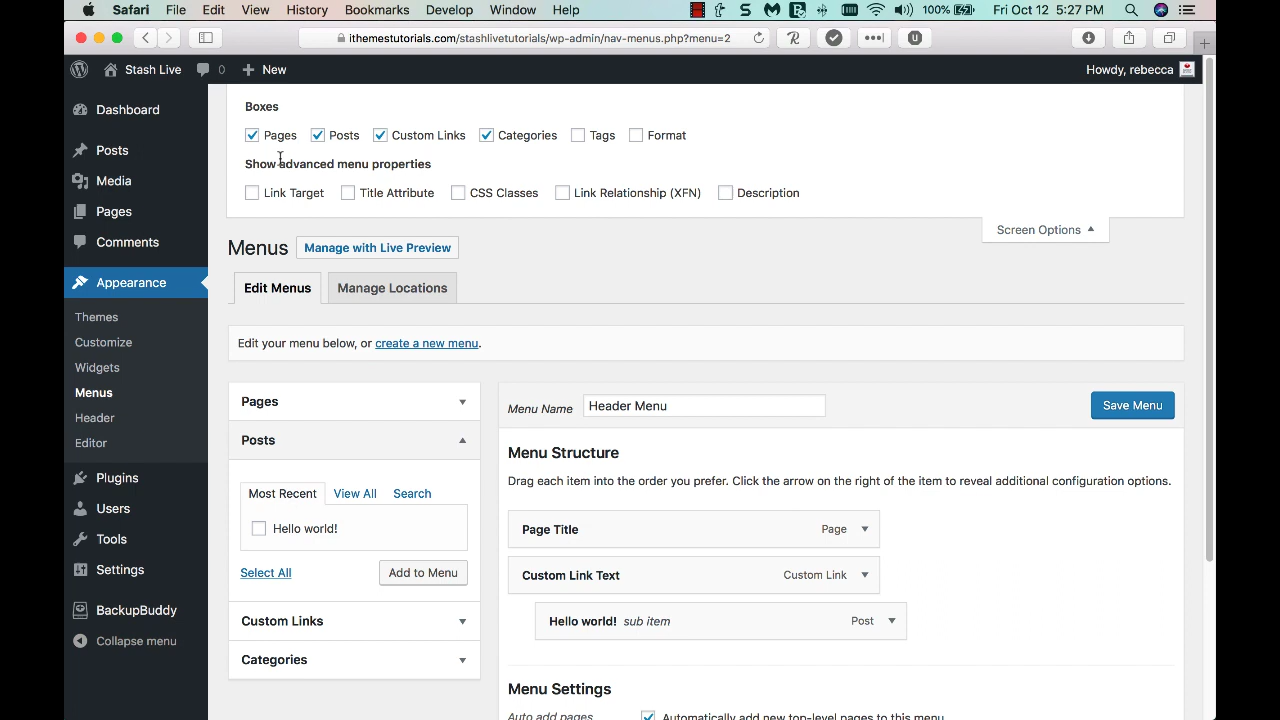 Safari File Edit View History Bookmarks Develop Window Help 100% Fri Oct 12 5:27 PM
ithemestutorials.com/stashlivetutorials/wp-admin/nav-menus.php?menu=2
Stash Live 0 New Howdy, rebecca
Dashboard
Posts
Media
Pages
Comments
Appearance
Themes
Customize
Widgets
Menus
Header
Editor
Plugins
Users
Tools
Settings
BackupBuddy
Collapse menu
Boxes
Pages Posts Custom Links Categories Tags Format
Show advanced menu properties
Link Target Title Attribute CSS Classes Link Relationship (XFN) Description
Screen Options
Menus Manage with Live Preview
Edit Menus Manage Locations
Edit your menu below, or create a new menu.
Pages
Posts
Most Recent View All Search
Hello world!
Select All Add to Menu
Custom Links
Categories
Menu Name Header Menu Save Menu
Menu Structure
Drag each item into the order you prefer. Click the arrow on the right of the item to reveal additional configuration options.
Page Title Page
Custom Link Text Custom Link
Hello world! sub item Post
Menu Settings
Auto add pages Automatically add new top-level pages to this menu